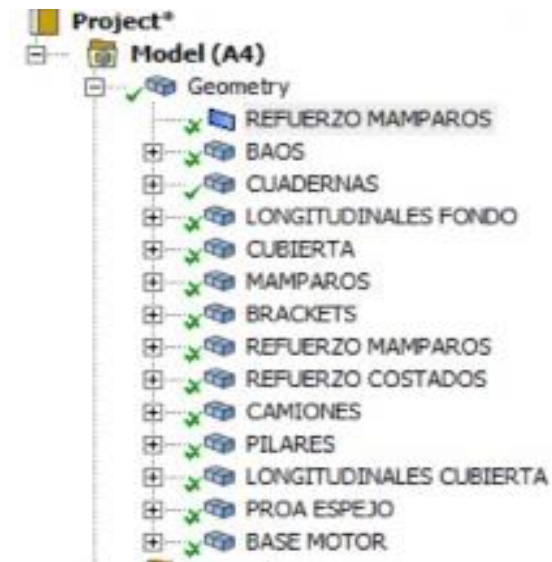 Project*
Model (A4)
Geometry
REFUERZO MAMPAROS
BAOS
CUADERNAS
LONGITUDINALES FONDO
CUBIERTA
MAMPAROS
BRACKETS
REFUERZO MAMPAROS
REFUERZO COSTADOS
CAMIONES
PILARES
LONGITUDINALES CUBIERTA
PROA ESPEJO
BASE MOTOR